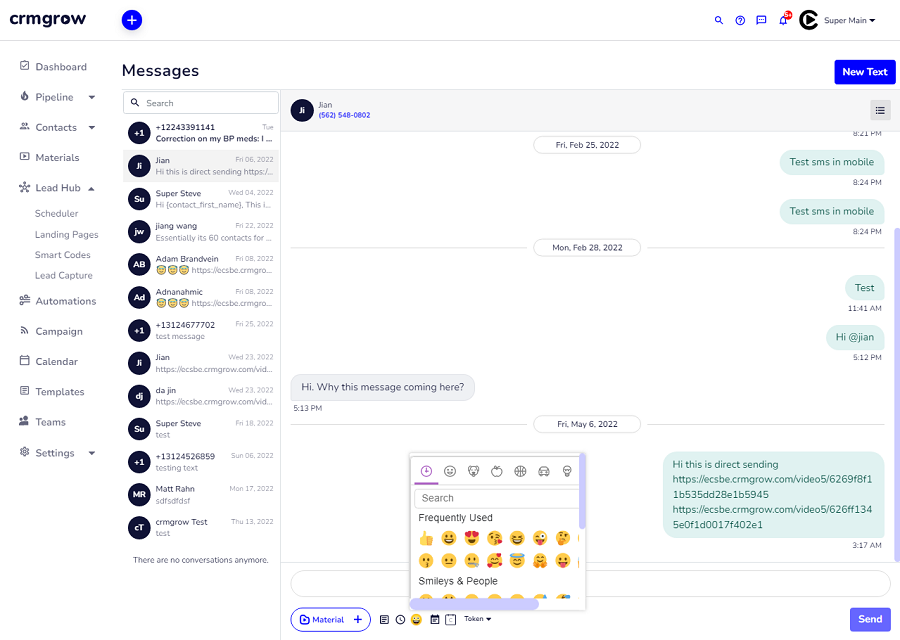 crmgrow
5+
Super Main
Dashboard
Pipeline
Contacts
Materials
Lead Hub
Scheduler
Landing Pages
Smart Codes
Lead Capture
Automations
Campaign
Calendar
Templates
Teams
Settings
Messages
New Text
Search
+1
+12243391141
Tue
Correction on my BP meds: I ...
Ji
Jian
Fri 06, 2022
Hi this is direct sending https:/...
Su
Super Steve
Wed 04, 2022
Hi {contact_first_name}, This i...
jw
jiang wang
Fri 22, 2022
Essentially its 60 contacts for ...
AB
Adam Brandvein
Fri 08, 2022
😇😇😇 https://ecsbe.crmgro...
Ad
Adnanahmic
Fri 08, 2022
😇😇😇 https://ecsbe.crmgro...
+1
+13124677702
Fri 25, 2022
test message
Ji
Jian
Wed 23, 2022
https://ecsbe.crmgrow.com/vid...
dj
da jin
Wed 23, 2022
https://ecsbe.crmgrow.com/vid...
Su
Super Steve
Fri 18, 2022
test
+1
+13124526859
Sun 06, 2022
testing text
MR
Matt Rahn
Mon 17, 2022
sdfsdfdsf
cT
crmgrow Test
Thu 13, 2022
test
There are no conversations anymore.
Ji
Jian
(562) 548-0802
8:21 PM
Fri, Feb 25, 2022
Test sms in mobile
8:24 PM
Test sms in mobile
8:24 PM
Mon, Feb 28, 2022
Test
11:41 AM
Hi @jian
5:12 PM
Hi. Why this message coming here?
5:13 PM
Fri, May 6, 2022
Hi this is direct sending
https://ecsbe.crmgrow.com/video5/6269f8f1
1b535dd28e1b5945
https://ecsbe.crmgrow.com/video5/626ff134
5e0f1d0017f402e1
3:17 AM
Search
Frequently Used
Smileys & People
Material +
Token
Send